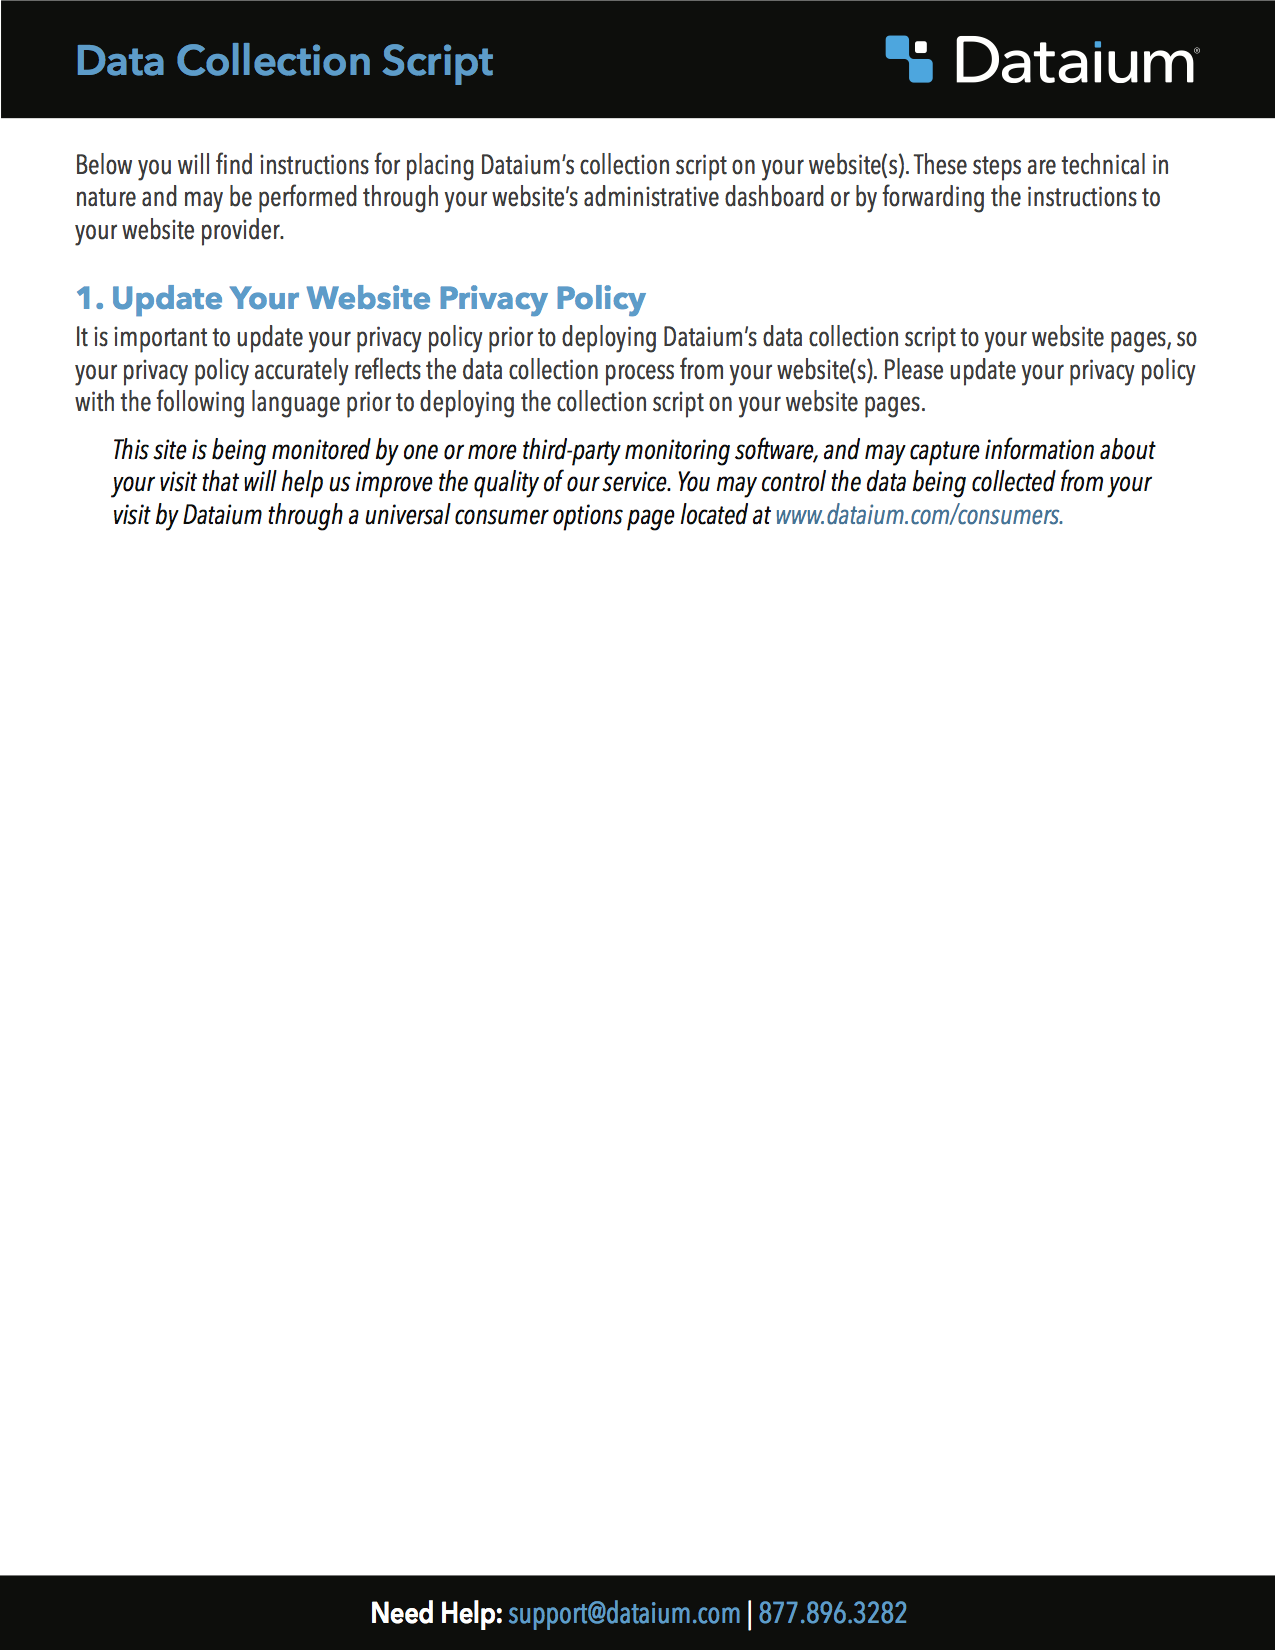 Data Collection Script
Dataium®
Below you will find instructions for placing Dataium’s collection script on your website(s). These steps are technical in
nature and may be performed through your website’s administrative dashboard or by forwarding the instructions to
your website provider.
1. Update Your Website Privacy Policy
It is important to update your privacy policy prior to deploying Dataium’s data collection script to your website pages, so
your privacy policy accurately reflects the data collection process from your website(s). Please update your privacy policy
with the following language prior to deploying the collection script on your website pages.
This site is being monitored by one or more third-party monitoring software, and may capture information about
your visit that will help us improve the quality of our service. You may control the data being collected from your
visit by Dataium through a universal consumer options page located at www.dataium.com/consumers.
Need Help: support@dataium.com | 877.896.3282